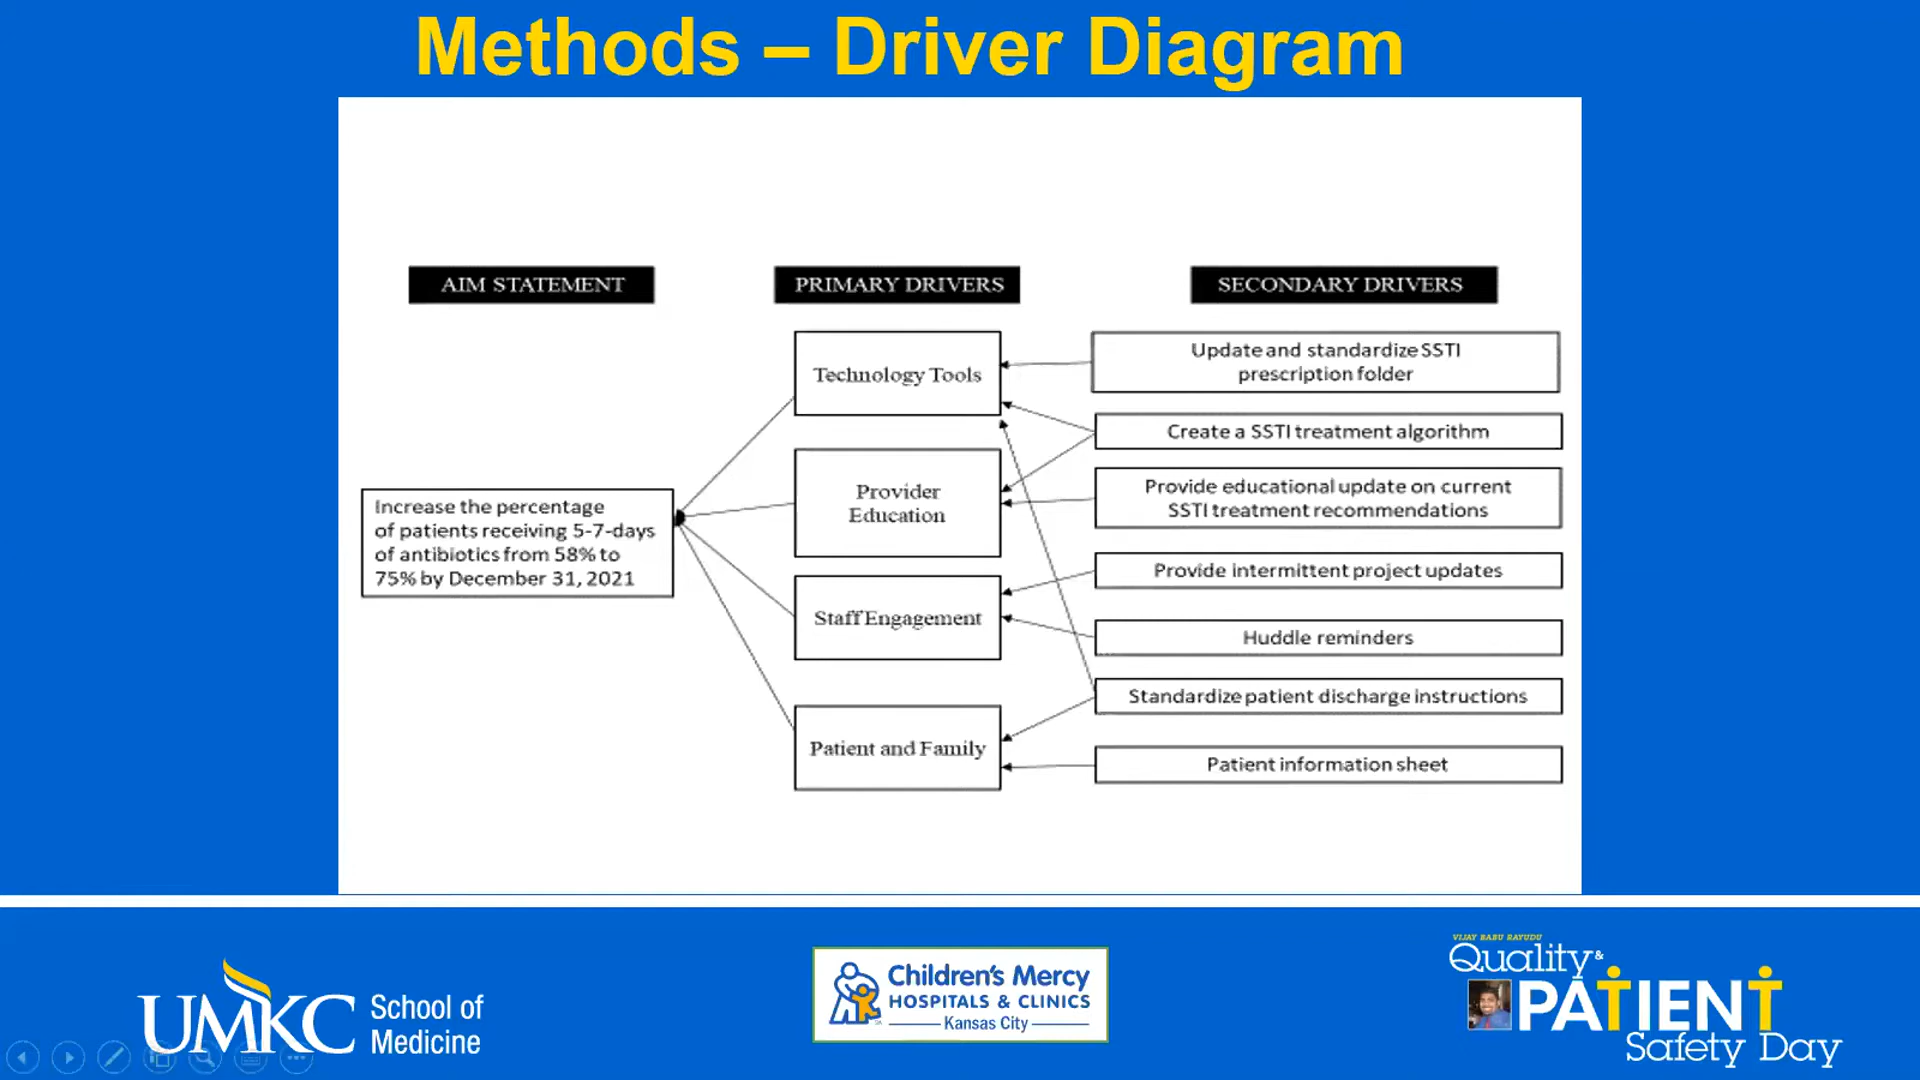 Methods – Driver Diagram
AIM STATEMENT
PRIMARY DRIVERS
SECONDARY DRIVERS
Increase the percentage
of patients receiving 5-7-days
of antibiotics from 58% to
75% by December 31, 2021
Technology Tools
Provider
Education
Staff Engagement
Patient and Family
Update and standardize SSTI
prescription folder
Create a SSTI treatment algorithm
Provide educational update on current
SSTI treatment recommendations
Provide intermittent project updates
Huddle reminders
Standardize patient discharge instructions
Patient information sheet
UMKC
School of
Medicine
Children's Mercy
HOSPITALS & CLINICS
Kansas City
VIJAY BABU RAYUDU
Quality &
PATIENT
Safety Day